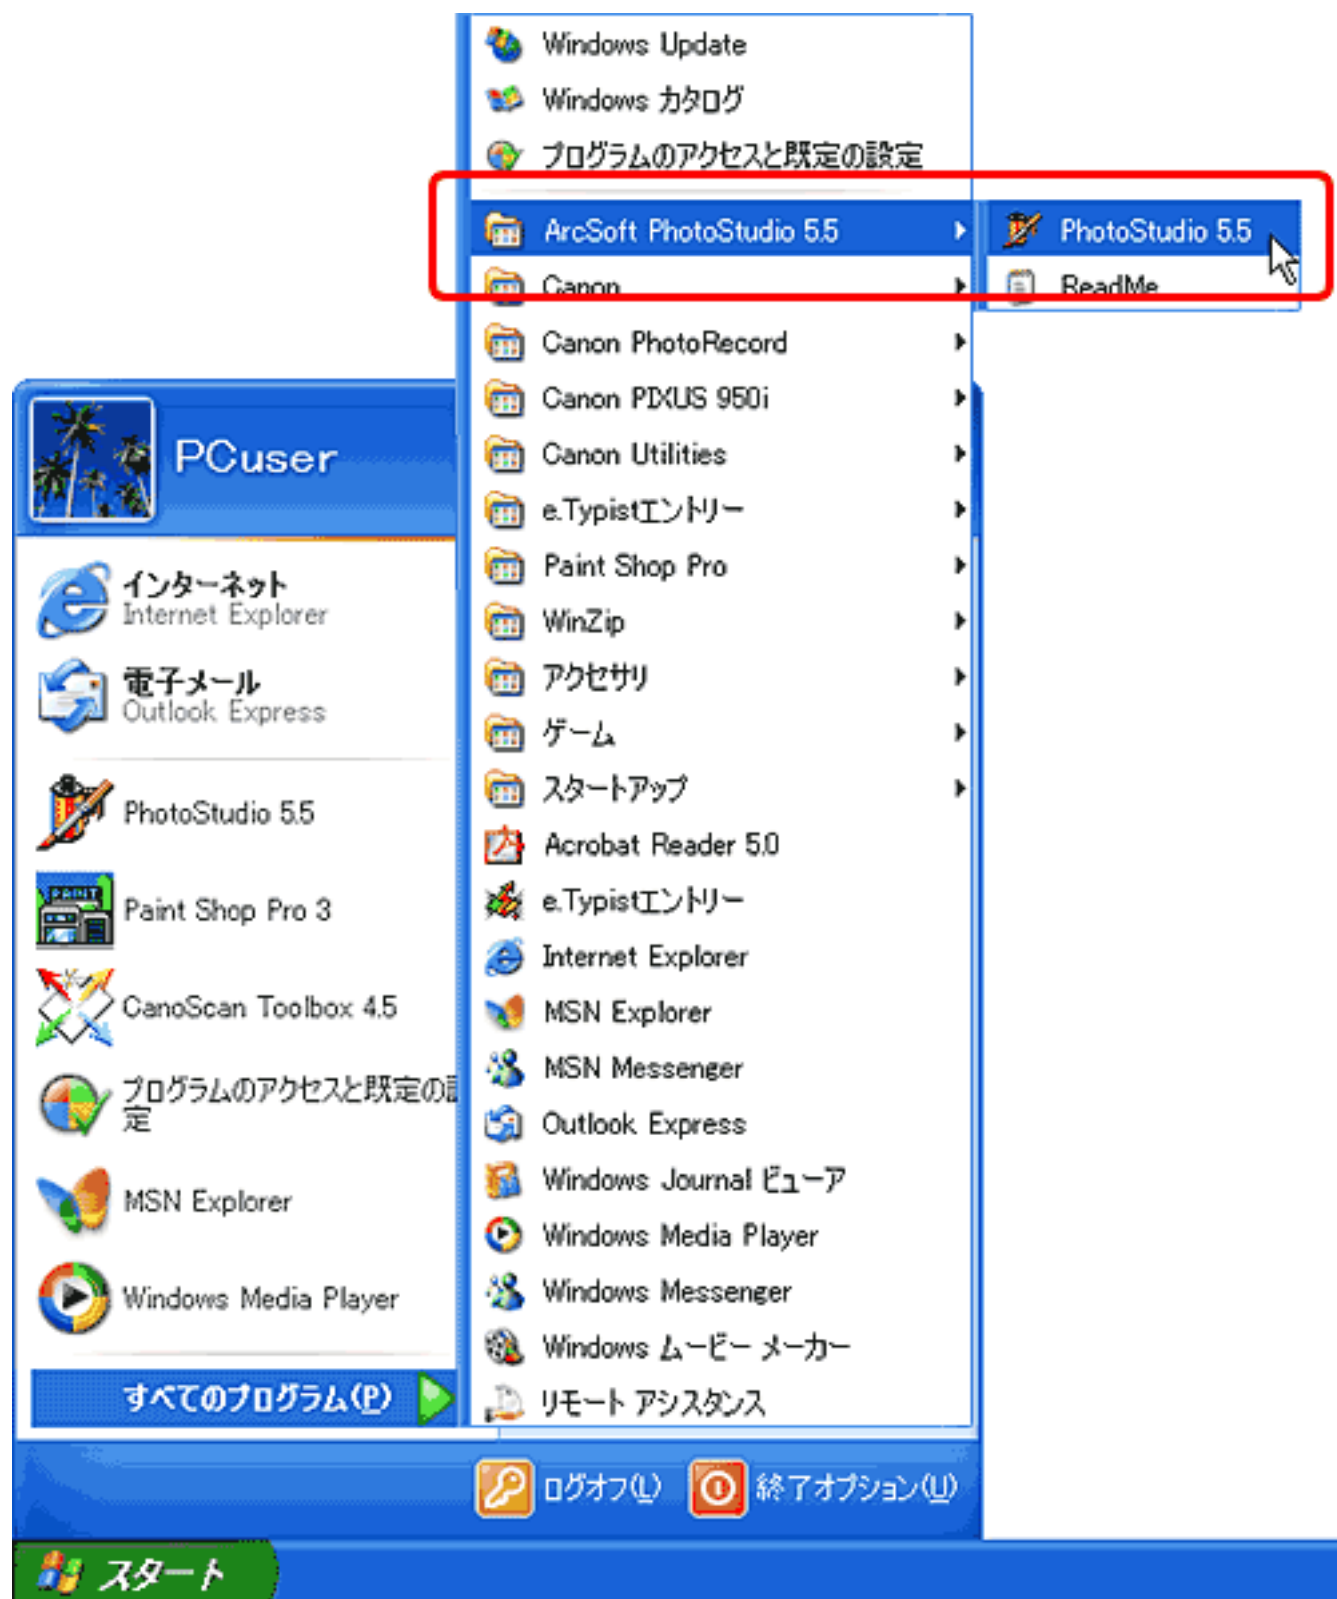 Windows Update
Windows カタログ
プログラムのアクセスと既定の設定
ArcSoft PhotoStudio 5.5
PhotoStudio 5.5
Canon
ReadMe
Canon PhotoRecord
Canon PIXUS 950i
Canon Utilities
e.Typistエントリー
Paint Shop Pro
WinZip
アクセサリ
ゲーム
スタートアップ
Acrobat Reader 5.0
e.Typistエントリー
Internet Explorer
MSN Explorer
MSN Messenger
Outlook Express
Windows Journal ビューア
Windows Media Player
Windows Messenger
Windows ムービー メーカー
リモート アシスタンス
PCuser
インターネット
Internet Explorer
電子メール
Outlook Express
PhotoStudio 5.5
PAINT
Paint Shop Pro 3
CanoScan Toolbox 4.5
プログラムのアクセスと既定の
定
MSN Explorer
Windows Media Player
すべてのプログラム(P)
ログオフ(L)
終了オプション(U)
スタート